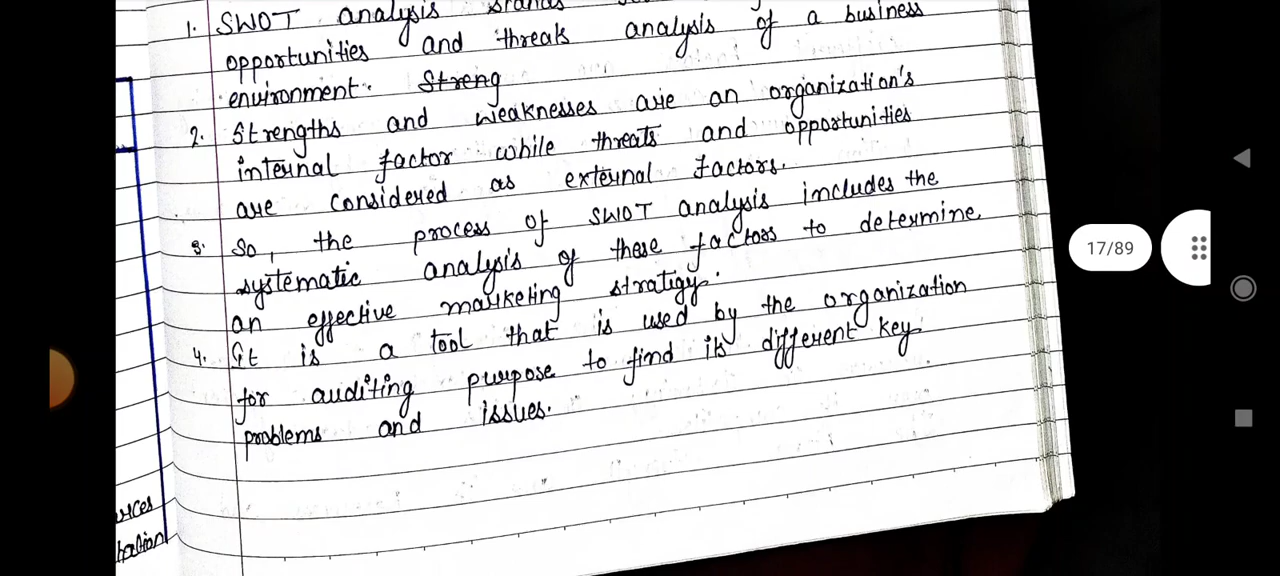 1. SWOT analysis stands
opportunities and threats analysis of a business
environment. Streng
2. Strengths and weaknesses are an organization's
internal factor while threats and opportunities
are considered as external factors.
3. So, the process of SWOT analysis includes the
systematic analysis of these factors to determine
an effective marketing strategy.
4. It is a tool that is used by the organization
for auditing purpose to find its different key
problems and issues.
17/89